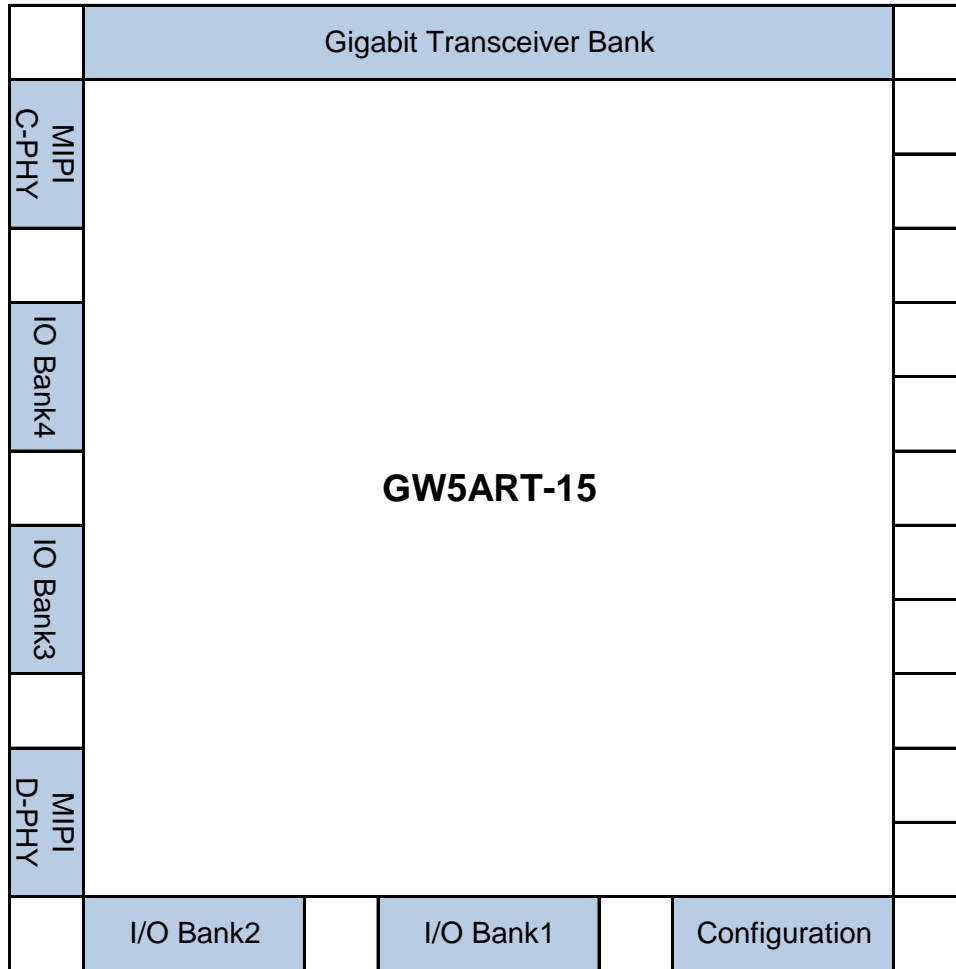 Gigabit Transceiver Bank
MIPI
C-PHY
IO Bank4
GW5ART-15
IO Bank3
MIPI
D-PHY
I/O Bank2
I/O Bank1
Configuration